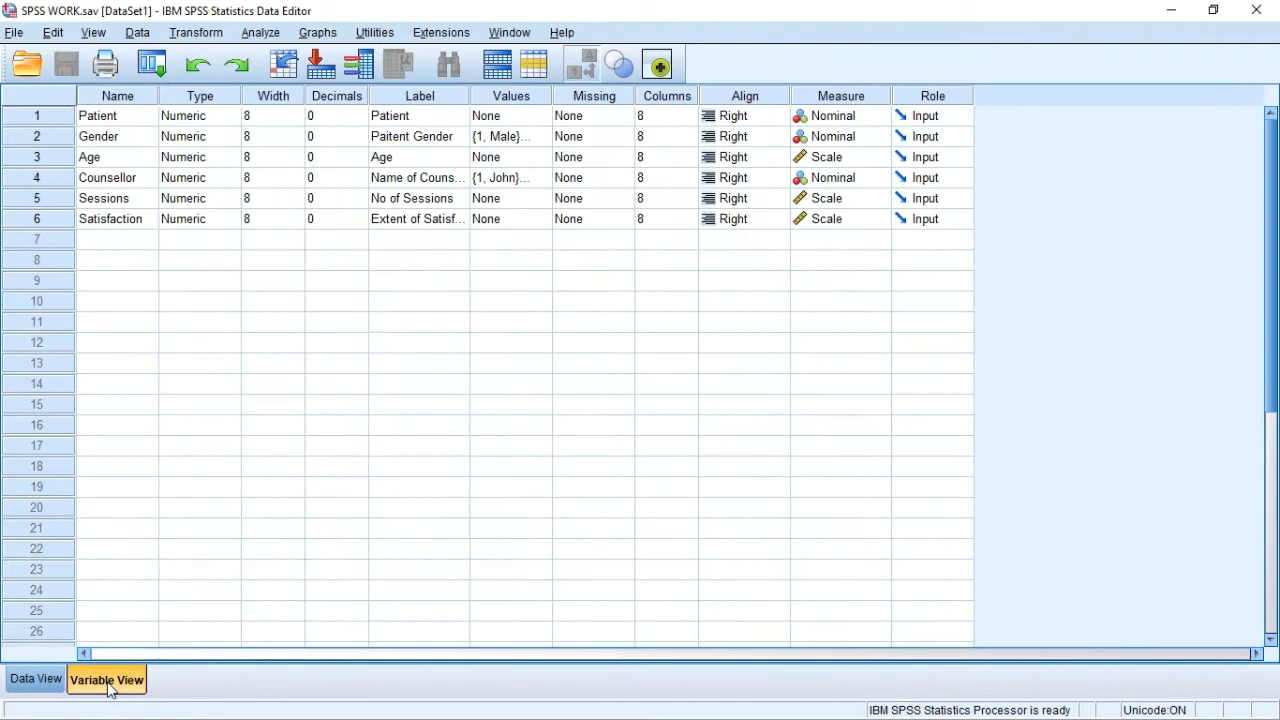 SPSS WORK.sav [DataSet1] - IBM SPSS Statistics Data Editor
File Edit View Data Transform Analyze Graphs Utilities Extensions Window Help
Name Type Width Decimals Label Values Missing Columns Align Measure Role
1 Patient Numeric 8 0 Patient None None 8 Right Nominal Input
2 Gender Numeric 8 0 Paitent Gender {1, Male}... None 8 Right Nominal Input
3 Age Numeric 8 0 Age None None 8 Right Scale Input
4 Counsellor Numeric 8 0 Name of Couns... {1, John}... None 8 Right Nominal Input
5 Sessions Numeric 8 0 No of Sessions None None 8 Right Scale Input
6 Satisfaction Numeric 8 0 Extent of Satisf... None None 8 Right Scale Input
7
8
9
10
11
12
13
14
15
16
17
18
19
20
21
22
23
24
25
26
Data View Variable View
IBM SPSS Statistics Processor is ready Unicode:ON